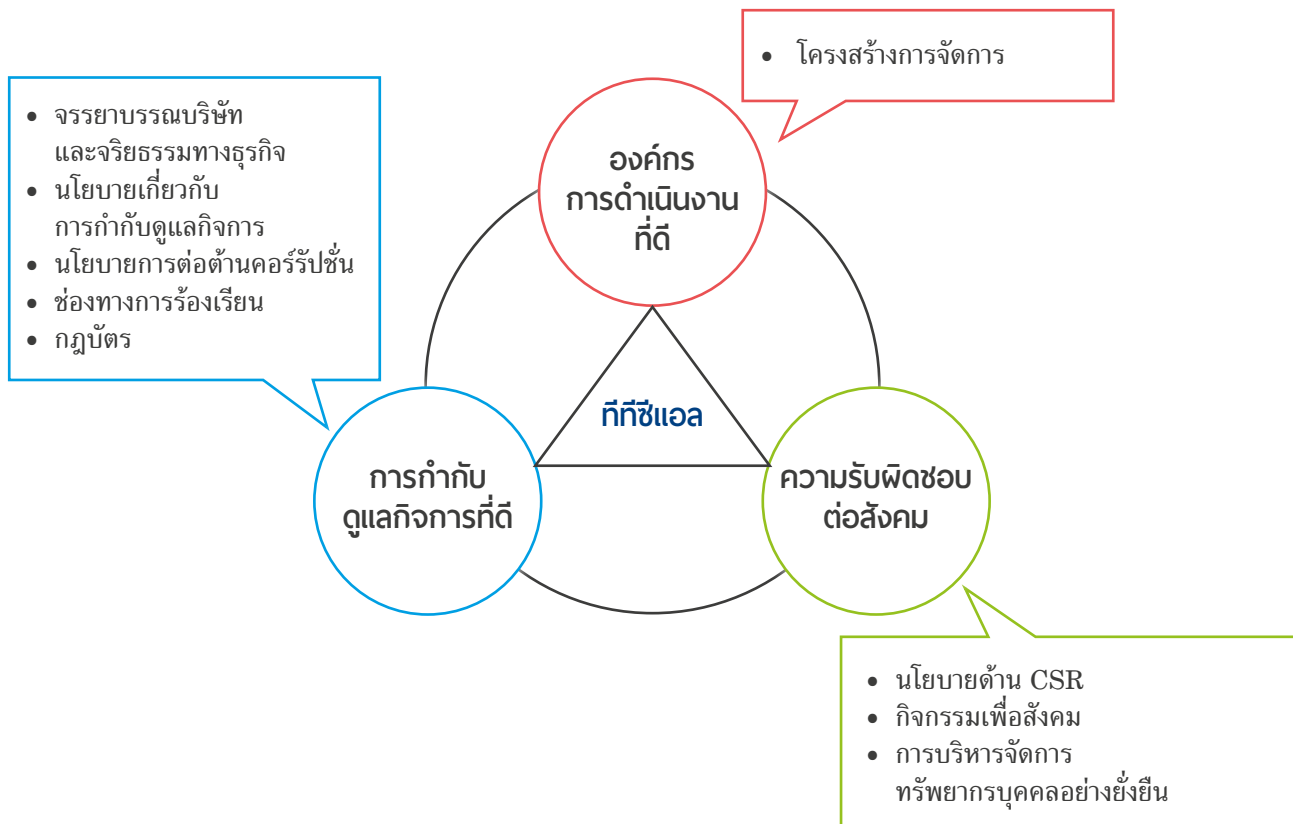 • โครงสร้างการจัดการ
• จรรยาบรรณบริษัท
และจริยธรรมทางธุรกิจ
• นโยบายเกี่ยวกับ
การกำกับดูแลกิจการ
• นโยบายการต่อต้านคอร์รัปชั่น
• ช่องทางการร้องเรียน
• กฎบัตร
องค์กร
การดำเนินงาน
ที่ดี
ทีทีซีแอล
การกำกับ
ดูแลกิจการที่ดี
ความรับผิดชอบ
ต่อสังคม
• นโยบายด้าน CSR
• กิจกรรมเพื่อสังคม
• การบริหารจัดการ
ทรัพยากรบุคคลอย่างยั่งยืน